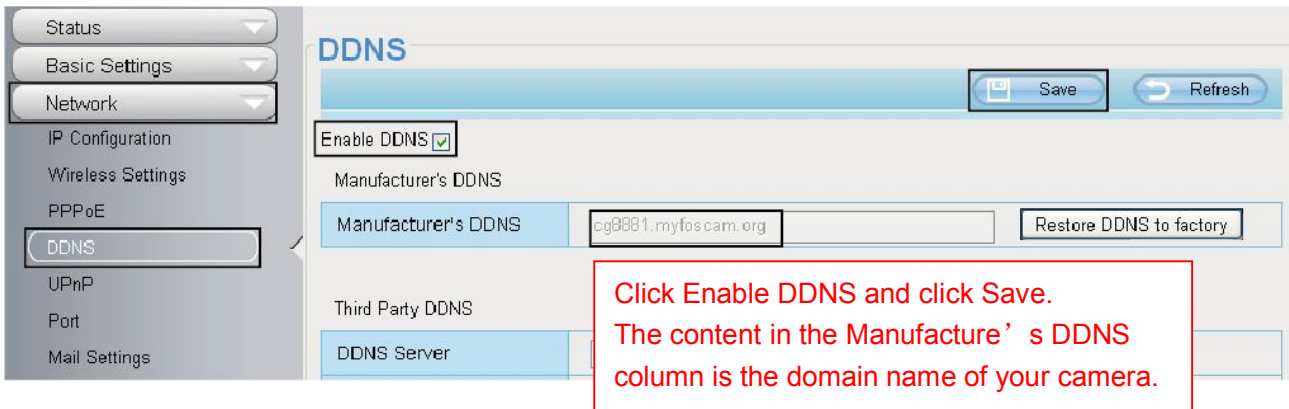 Status
Basic Settings
Network
IP Configuration
Wireless Settings
PPPoE
DDNS
UPnP
Port
Mail Settings
DDNS
Save
Refresh
Enable DDNS
Manufacturer's DDNS
Manufacturer's DDNS
cg8881.myfoscam.org
Restore DDNS to factory
Third Party DDNS
DDNS Server
Click Enable DDNS and click Save.
The content in the Manufacture’s DDNS
column is the domain name of your camera.